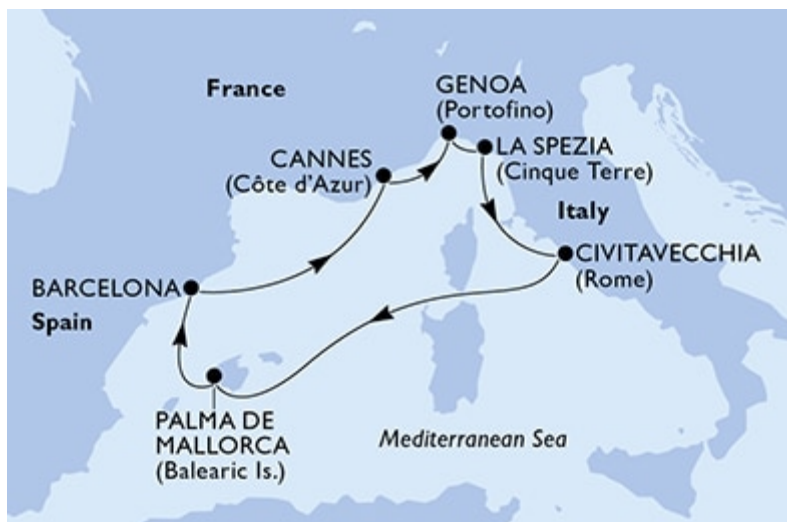 France
GENOA
(Portofino)
CANNES
(Côte d'Azur)
LA SPEZIA
(Cinque Terre)
Italy
CIVITAVECCHIA
(Rome)
BARCELONA
Spain
PALMA DE
MALLORCA
(Balearic Is.)
Mediterranean Sea